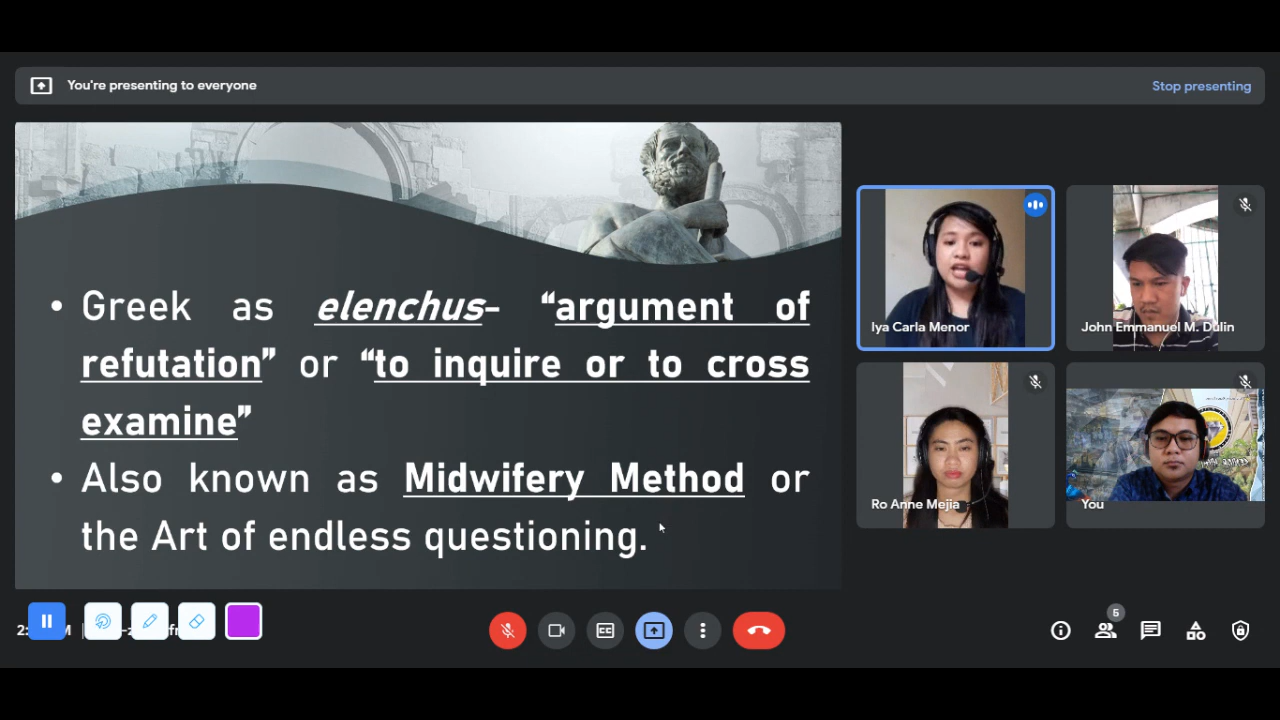 You're presenting to everyone
Stop presenting
• Greek as elenchus- “argument of
refutation” or “to inquire or to cross
examine”
• Also known as Midwifery Method or
the Art of endless questioning.
Iya Carla Menor
John Emmanuel M. Dulin
Ro Anne Mejia
You
CC
5